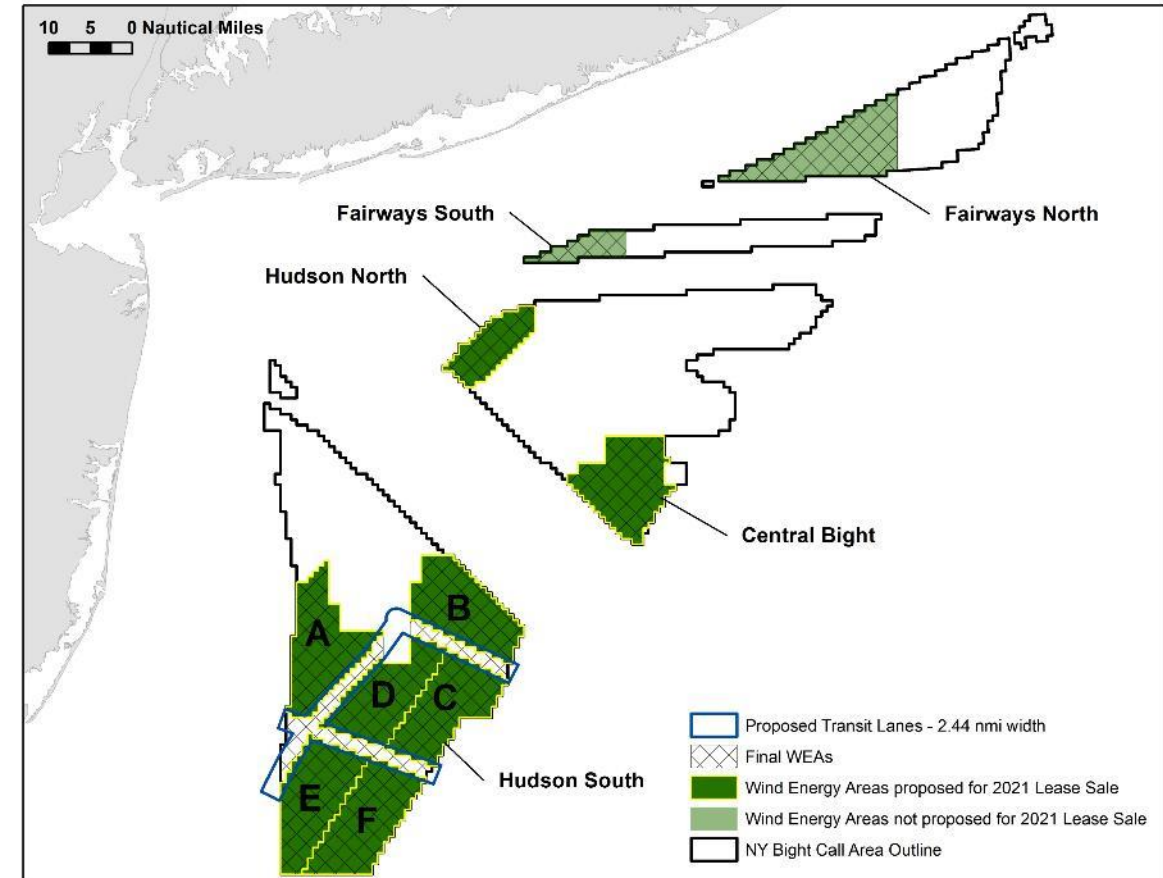 10 5 0 Nautical Miles
Fairways South
Fairways North
Hudson North
Central Bight
A
B
D
C
E
F
Hudson South
Proposed Transit Lanes - 2.44 nmi width
Final WEAs
Wind Energy Areas proposed for 2021 Lease Sale
Wind Energy Areas not proposed for 2021 Lease Sale
NY Bight Call Area Outline